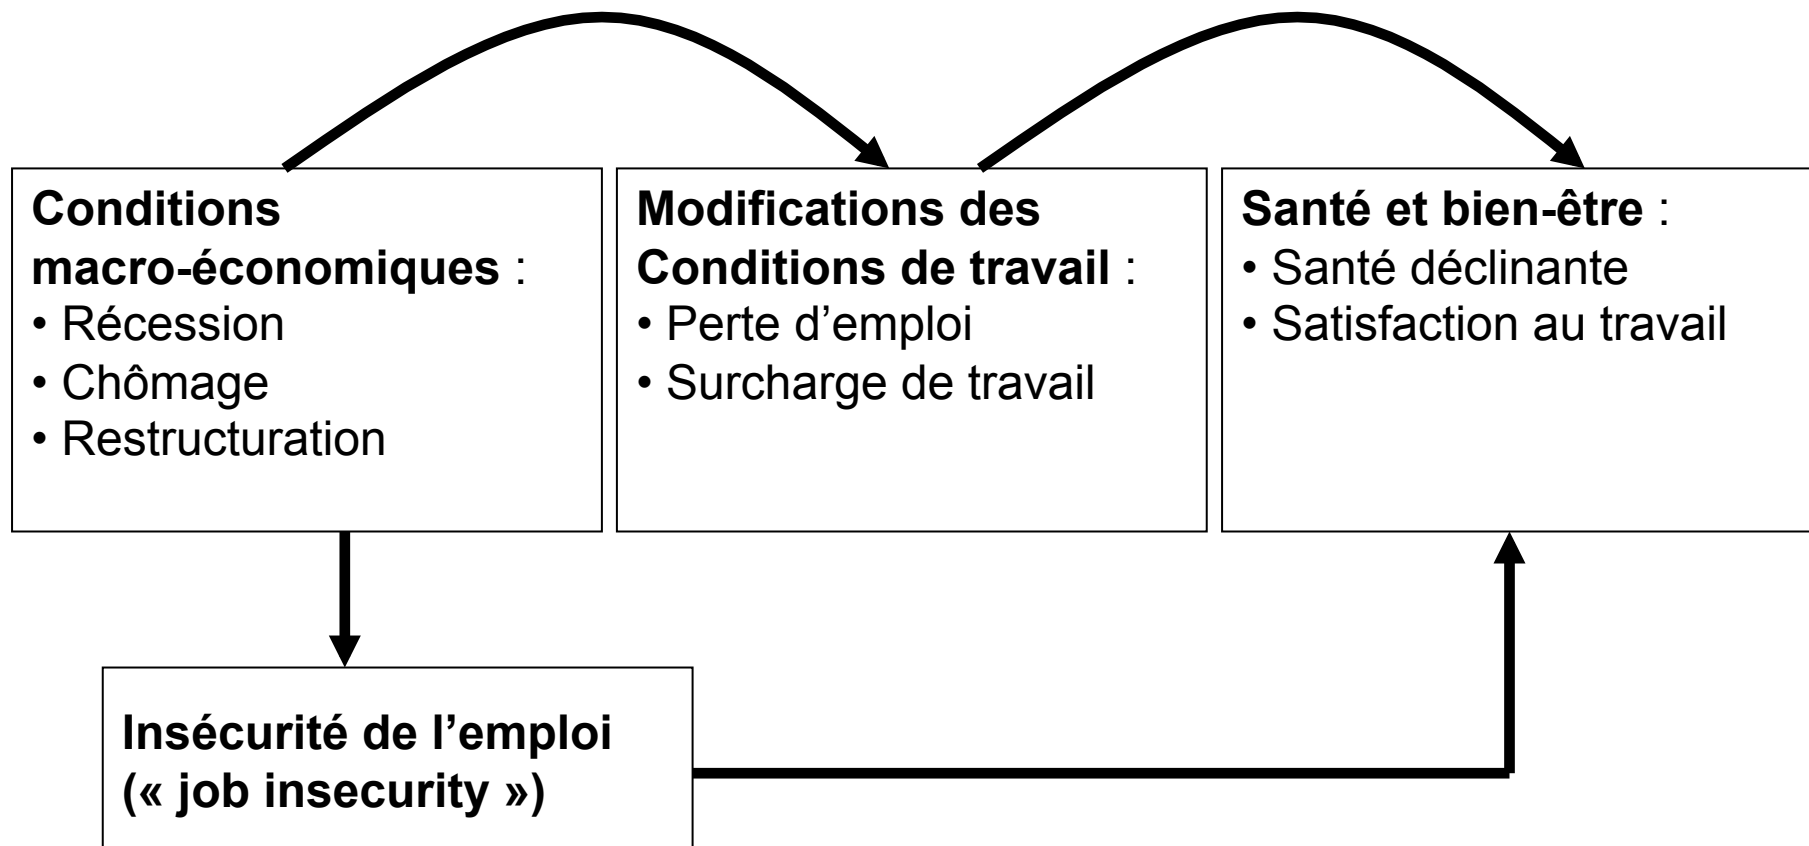 Conditions
macro-économiques :
• Récession
• Chômage
• Restructuration
Modifications des
Conditions de travail :
• Perte d’emploi
• Surcharge de travail
Santé et bien-être :
• Santé déclinante
• Satisfaction au travail
Insécurité de l’emploi
(« job insecurity »)